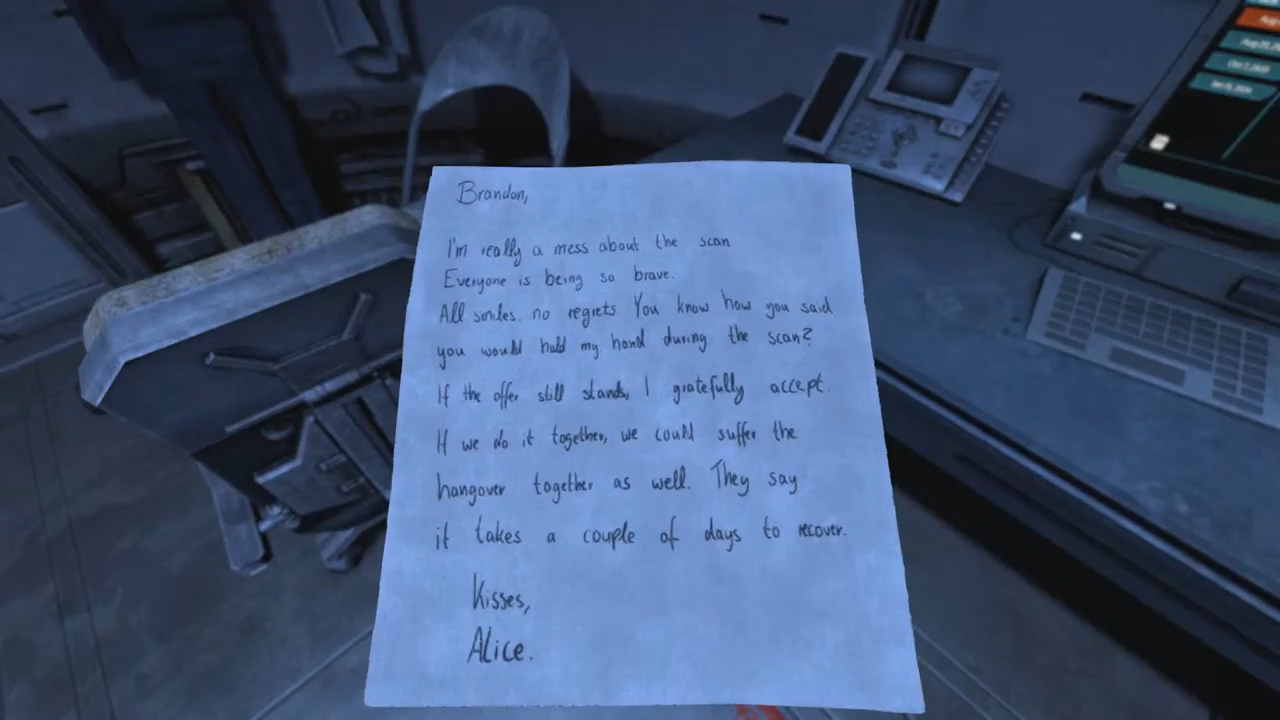 Brandon,
I'm really a mess about the scan
Everyone is being so brave.
All smiles, no regrets. You know how you said
you would hold my hand during the scan?
If the offer still stands, I gratefully accept.
If we do it together, we could suffer the
hangover together as well. They say
it takes a couple of days to recover.
Kisses,
Alice.